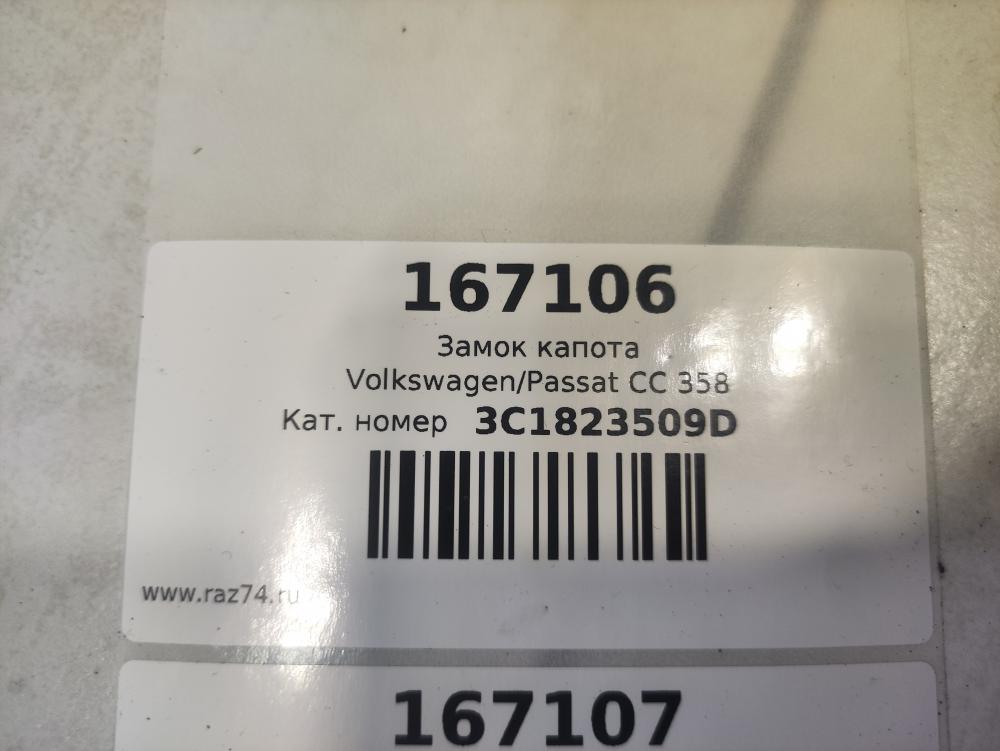 167106
Замок капота
Volkswagen/Passat CC 358
Кат. номер 3C1823509D
www.raz74.ru
167107